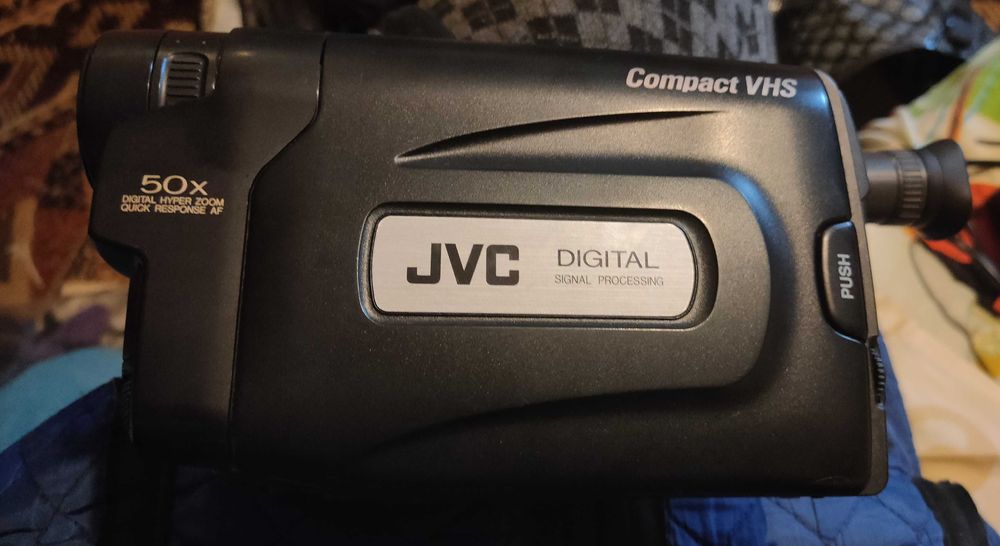 Compact VHS
50x
DIGITAL HYPER ZOOM
QUICK RESPONSE AF
JVC DIGITAL
SIGNAL PROCESSING
PUSH